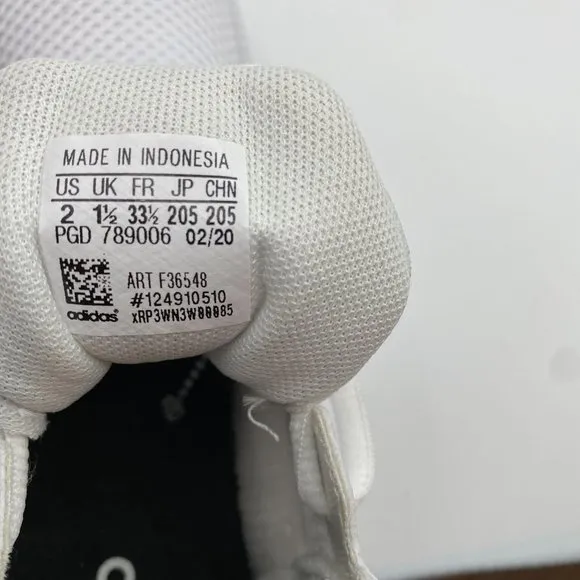 MADE IN INDONESIA
US UK FR JP CHN
2 1½ 33½ 205 205
PGD 789006 02/20
ART F36548
#124910510
adidas xRP3WN3W00085